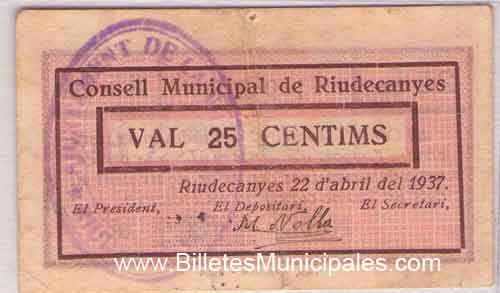 Consell Municipal de Riudecanyes
VAL 25 CENTIMS
Riudecanyes 22 d'abril del 1937.
El President, El Depositari, El Secretari,
M. Nolla
www.BilletesMunicipales.com